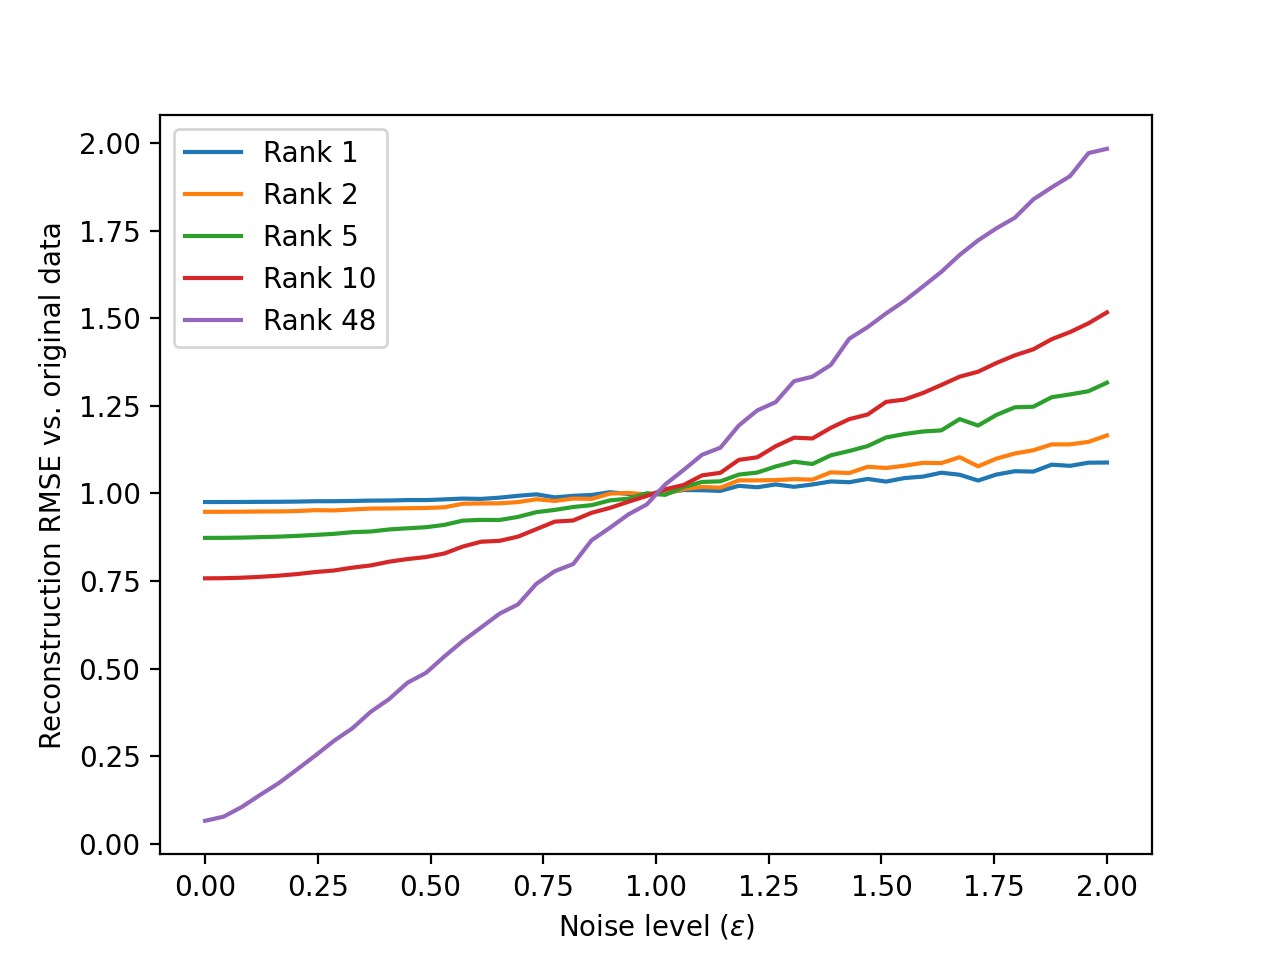 Rank 1
Rank 2
Rank 5
Rank 10
Rank 48
2.00
1.75
1.50
1.25
1.00
0.75
0.50
0.25
0.00
Reconstruction RMSE vs. original data
0.00 0.25 0.50 0.75 1.00 1.25 1.50 1.75 2.00
Noise level (ε)